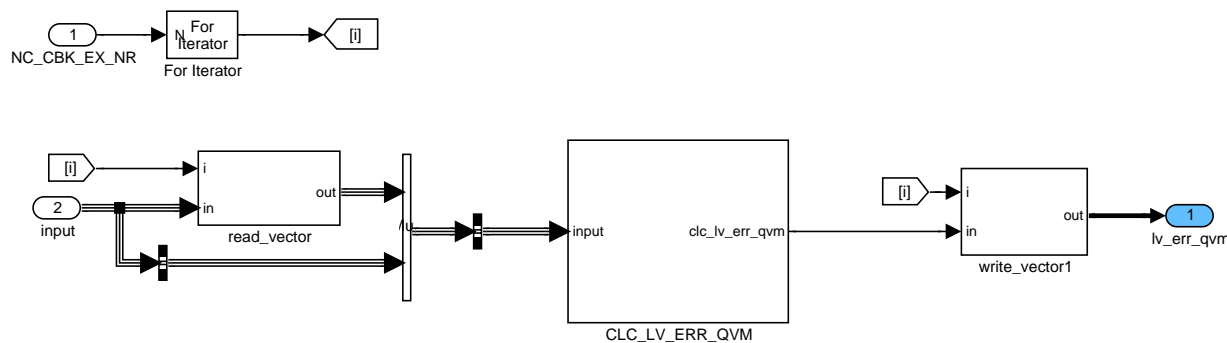 1
NC_CBK_EX_NR
N
For
Iterator
For Iterator
[i]
[i]
2
input
i
in
out
read_vector
input
clc_lv_err_qvm
CLC_LV_ERR_QVM
[i]
i
in
out
write_vector1
1
lv_err_qvm